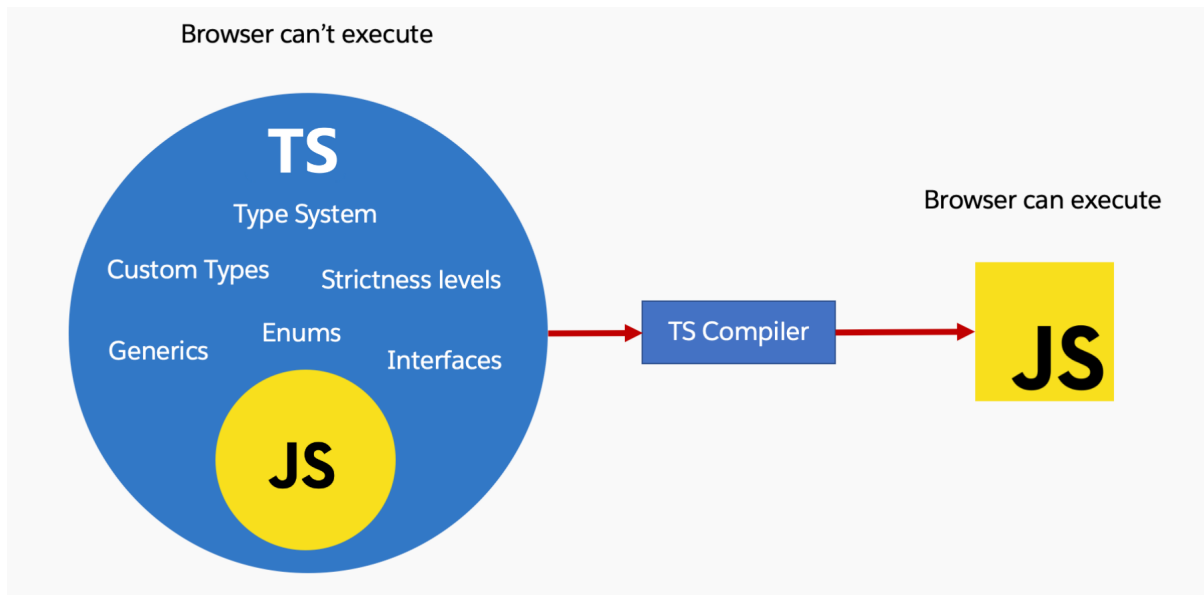 Browser can’t execute
TS
Type System
Custom Types
Strictness levels
Enums
Generics
Interfaces
JS
TS Compiler
Browser can execute
JS